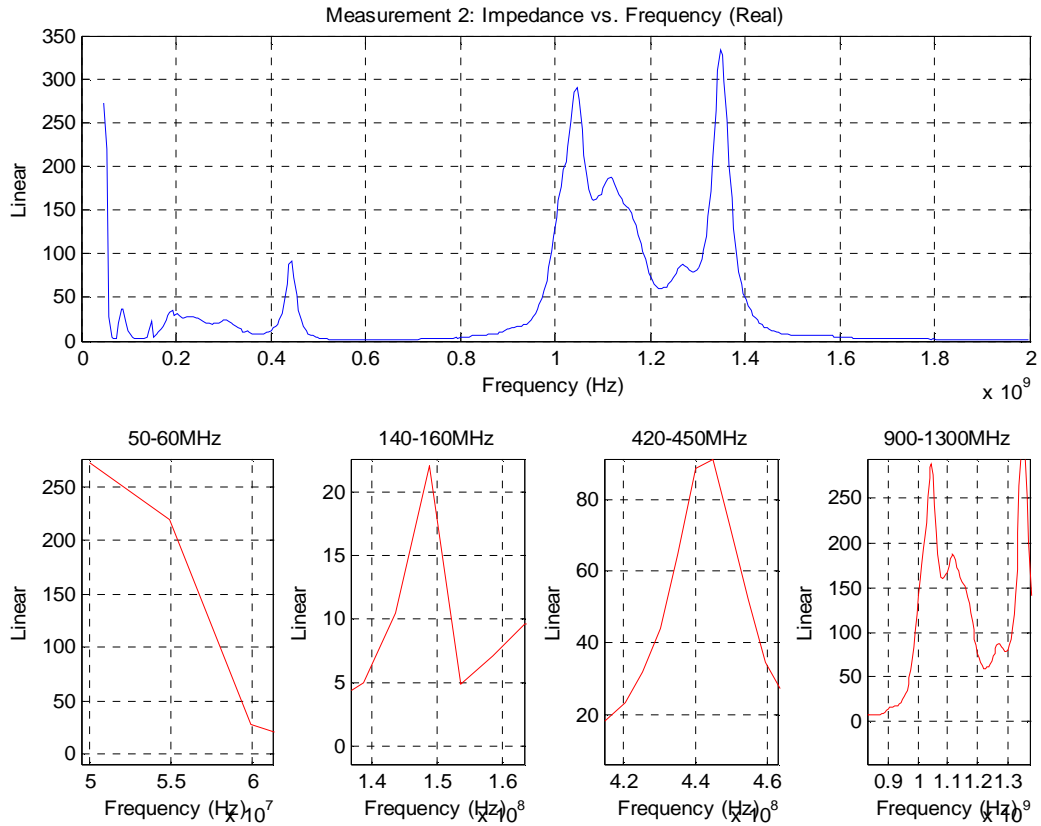 Measurement 2: Impedance vs. Frequency (Real)
350
300
250
200
150
100
50
0
Linear
0 0.2 0.4 0.6 0.8 1 1.2 1.4 1.6 1.8 2
Frequency (Hz)
x 10^9
50-60MHz
250
200
150
100
50
0
Linear
5 5.5 6
Frequency (Hz)
x 10^7
140-160MHz
20
15
10
5
0
Linear
1.4 1.5 1.6
Frequency (Hz)
x 10^8
420-450MHz
80
60
40
20
Linear
4.2 4.4 4.6
Frequency (Hz)
x 10^8
900-1300MHz
250
200
150
100
50
0
Linear
0.9 1 1.1 1.2 1.3
Frequency (Hz)
x 10^9